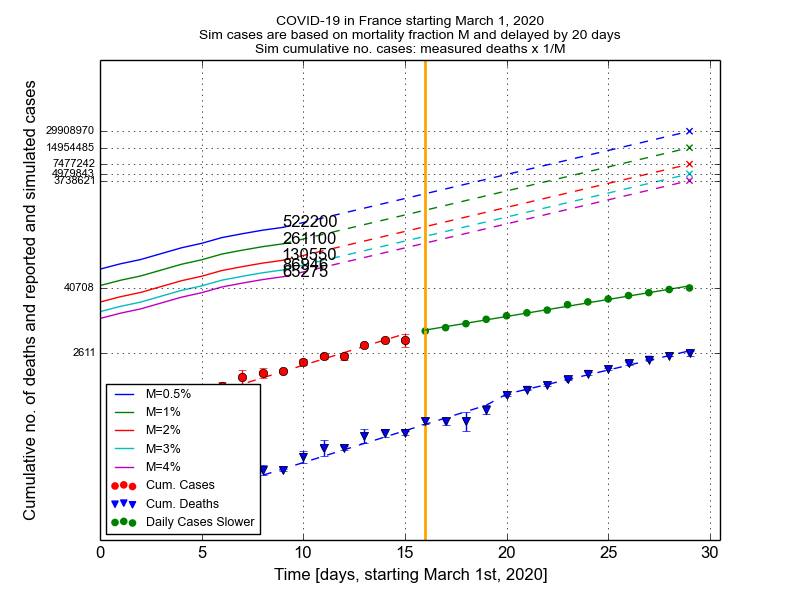 COVID-19 in France starting March 1, 2020
Sim cases are based on mortality fraction M and delayed by 20 days
Sim cumulative no. cases: measured deaths x 1/M
Cumulative no. of deaths and reported and simulated cases
29908970
14954485
7477242
4979843
3738621
522200
261100
130550
86946
65275
40708
2611
M=0.5%
M=1%
M=2%
M=3%
M=4%
Cum. Cases
Cum. Deaths
Daily Cases Slower
0 5 10 15 20 25 30
Time [days, starting March 1st, 2020]